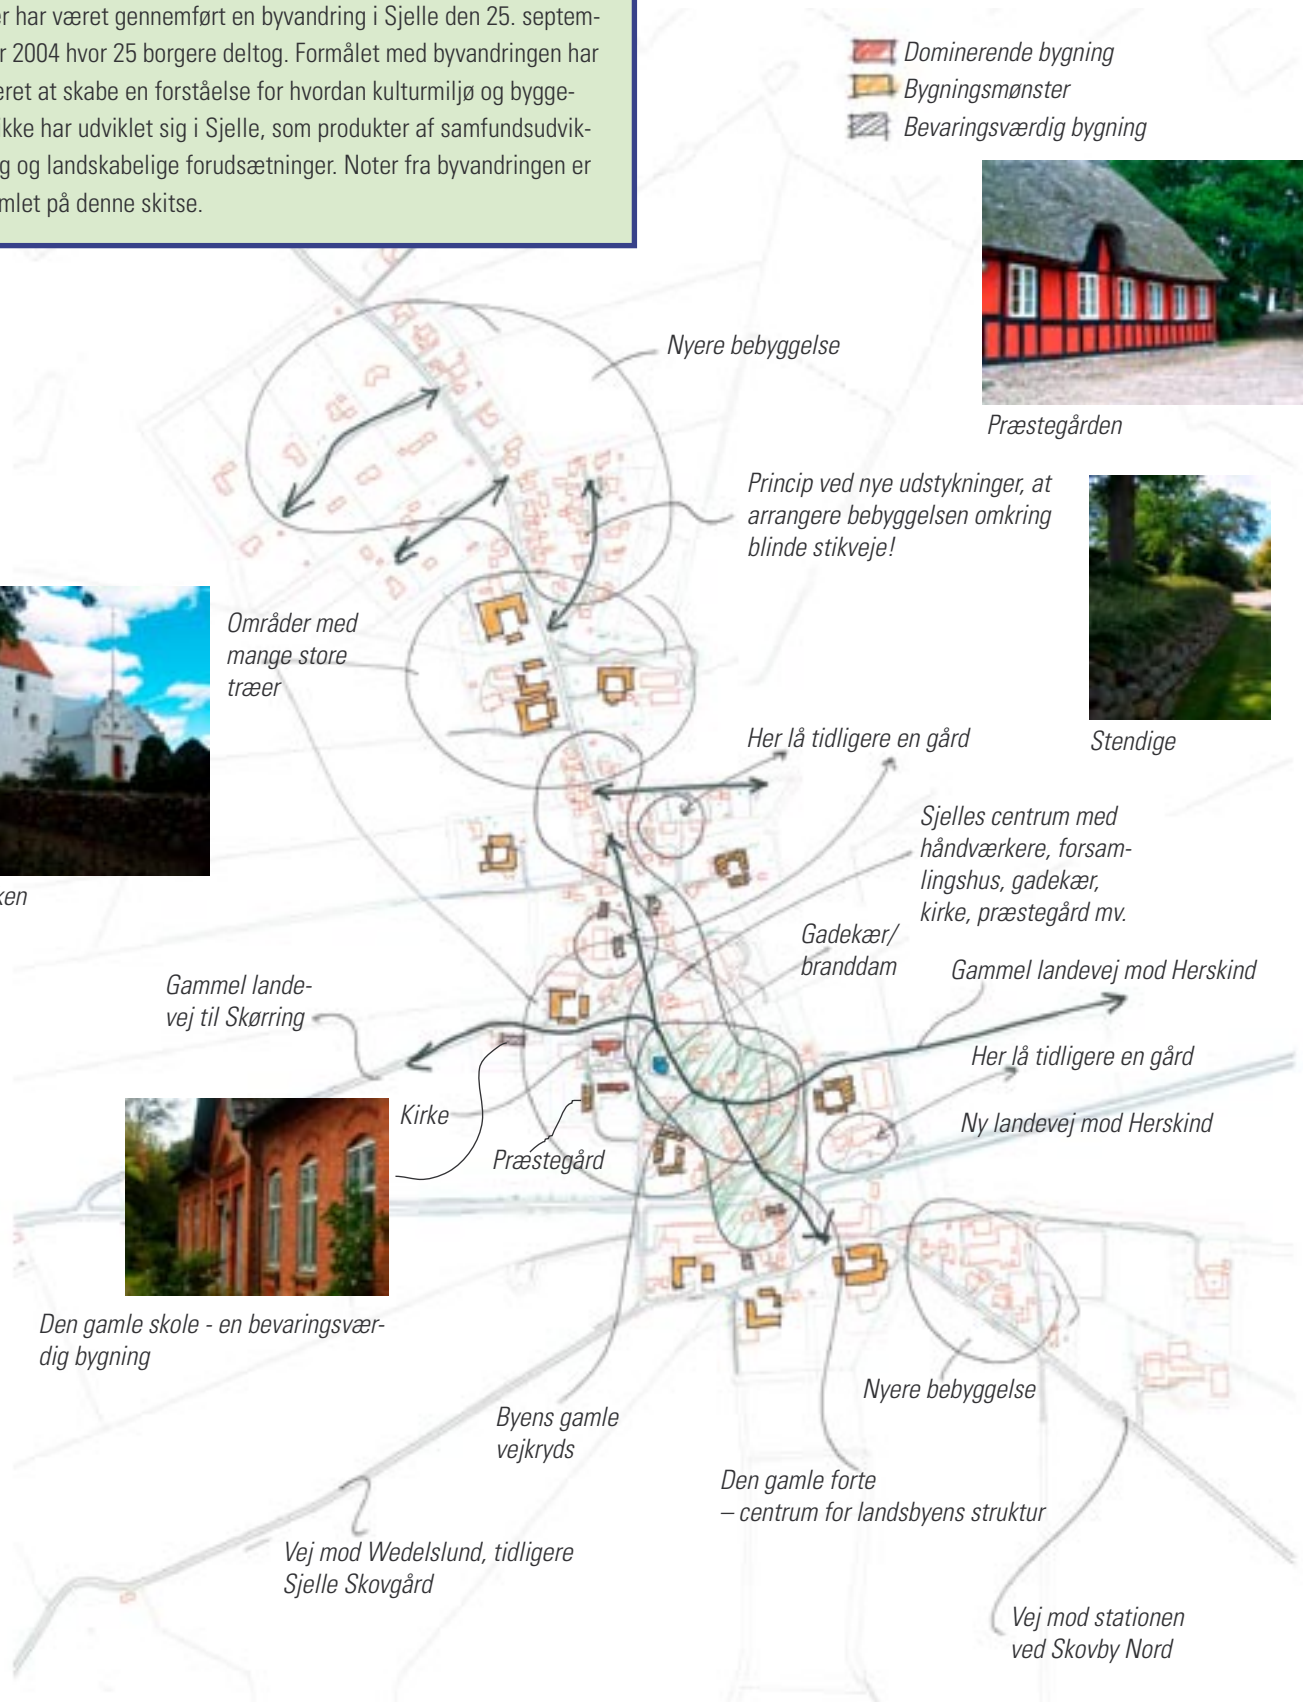 er har været gennemført en byvandring i Sjelle den 25. septem-
r 2004 hvor 25 borgere deltog. Formålet med byvandringen har
eret at skabe en forståelse for hvordan kulturmiljø og bygge-
ikke har udviklet sig i Sjelle, som produkter af samfundsudvik-
g og landskabelige forudsætninger. Noter fra byvandringen er
mlet på denne skitse.
Dominerende bygning
Bygningsmønster
Bevaringsværdig bygning
Nyere bebyggelse
Præstegården
Princip ved nye udstykninger, at
arrangere bebyggelsen omkring
blinde stikveje!
Områder med
mange store
træer
Stendige
Her lå tidligere en gård
Sjelles centrum med
håndværkere, forsam-
lingshus, gadekær,
kirke, præstegård mv.
ken
Gadekær/
branddam
Gammel landevej mod Herskind
Gammel lande-
vej til Skørring
Her lå tidligere en gård
Kirke
Ny landevej mod Herskind
Præstegård
Den gamle skole - en bevaringsvær-
dig bygning
Nyere bebyggelse
Byens gamle
vejkryds
Den gamle forte
– centrum for landsbyens struktur
Vej mod Wedelslund, tidligere
Sjelle Skovgård
Vej mod stationen
ved Skovby Nord